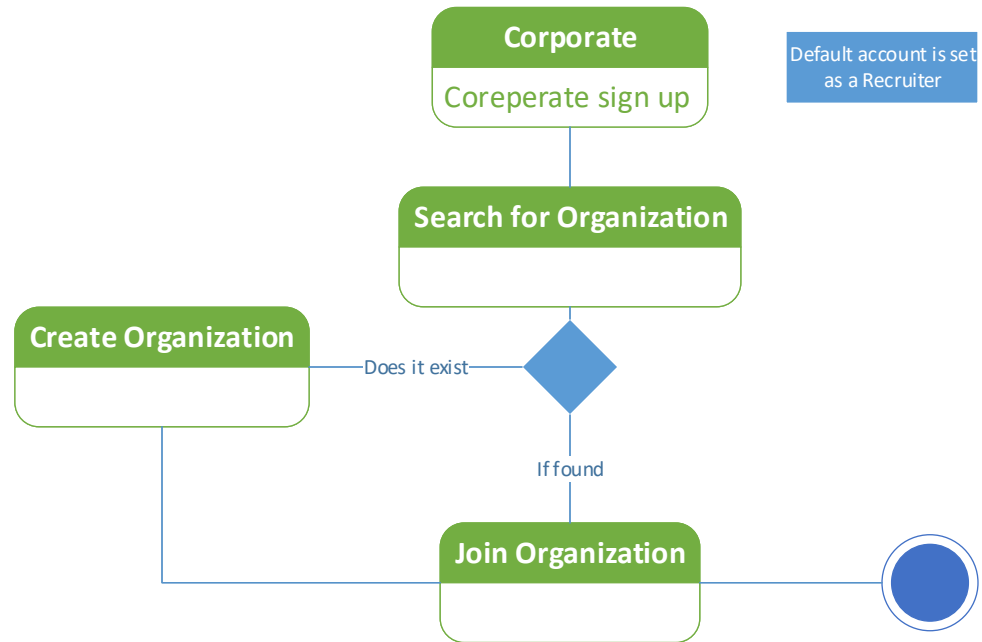 Corporate
Coreperate sign up
Default account is set
as a Recruiter
Search for Organization
Create Organization
Does it exist
If found
Join Organization